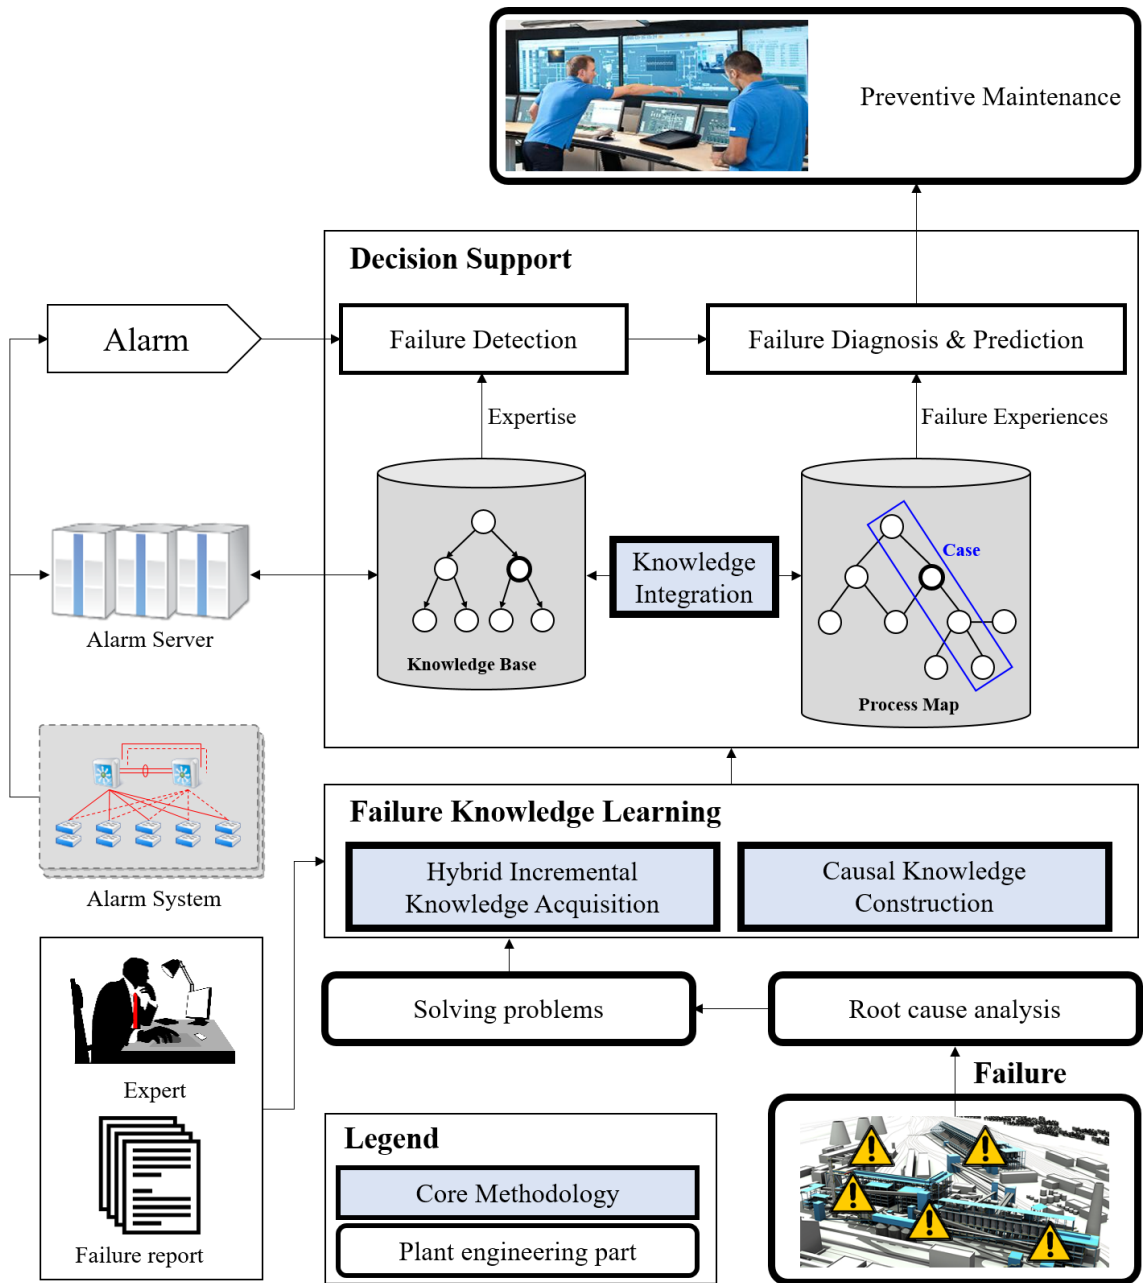 Preventive Maintenance
Decision Support
Alarm
Failure Detection
Failure Diagnosis & Prediction
Expertise
Failure Experiences
Knowledge
Integration
Case
Alarm Server
Knowledge Base
Process Map
Failure Knowledge Learning
Hybrid Incremental
Knowledge Acquisition
Causal Knowledge
Construction
Alarm System
Solving problems
Root cause analysis
Failure
Expert
Legend
Core Methodology
Plant engineering part
Failure report